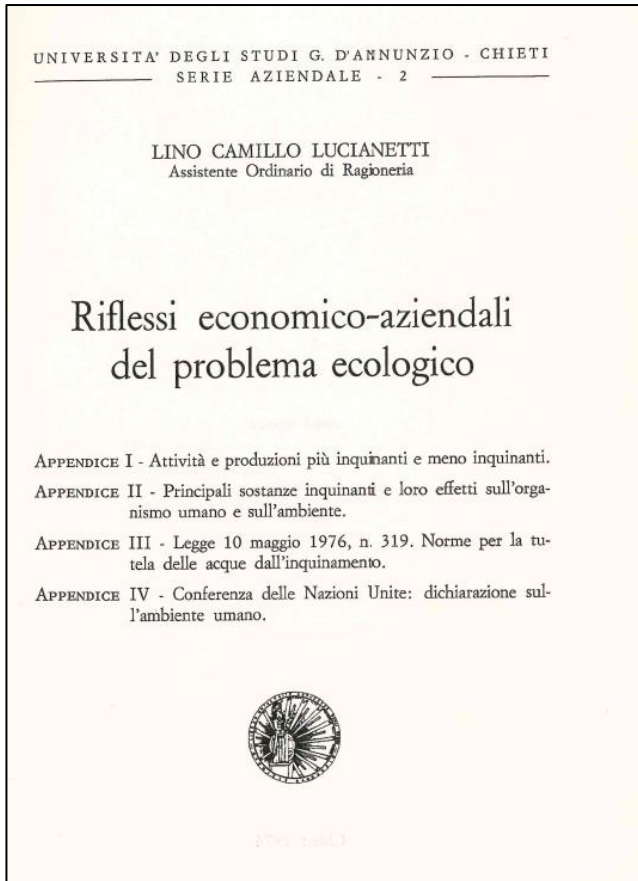 UNIVERSITA' DEGLI STUDI G. D'ANNUNZIO - CHIETI
SERIE AZIENDALE - 2
LINO CAMILLO LUCIANETTI
Assistente Ordinario di Ragioneria
Riflessi economico-aziendali
del problema ecologico
APPENDICE I - Attività e produzioni più inquinanti e meno inquinanti.
APPENDICE II - Principali sostanze inquinanti e loro effetti sull'orga-
nismo umano e sull'ambiente.
APPENDICE III - Legge 10 maggio 1976, n. 319. Norme per la tu-
tela delle acque dall'inquinamento.
APPENDICE IV - Conferenza delle Nazioni Unite: dichiarazione sul-
l'ambiente umano.